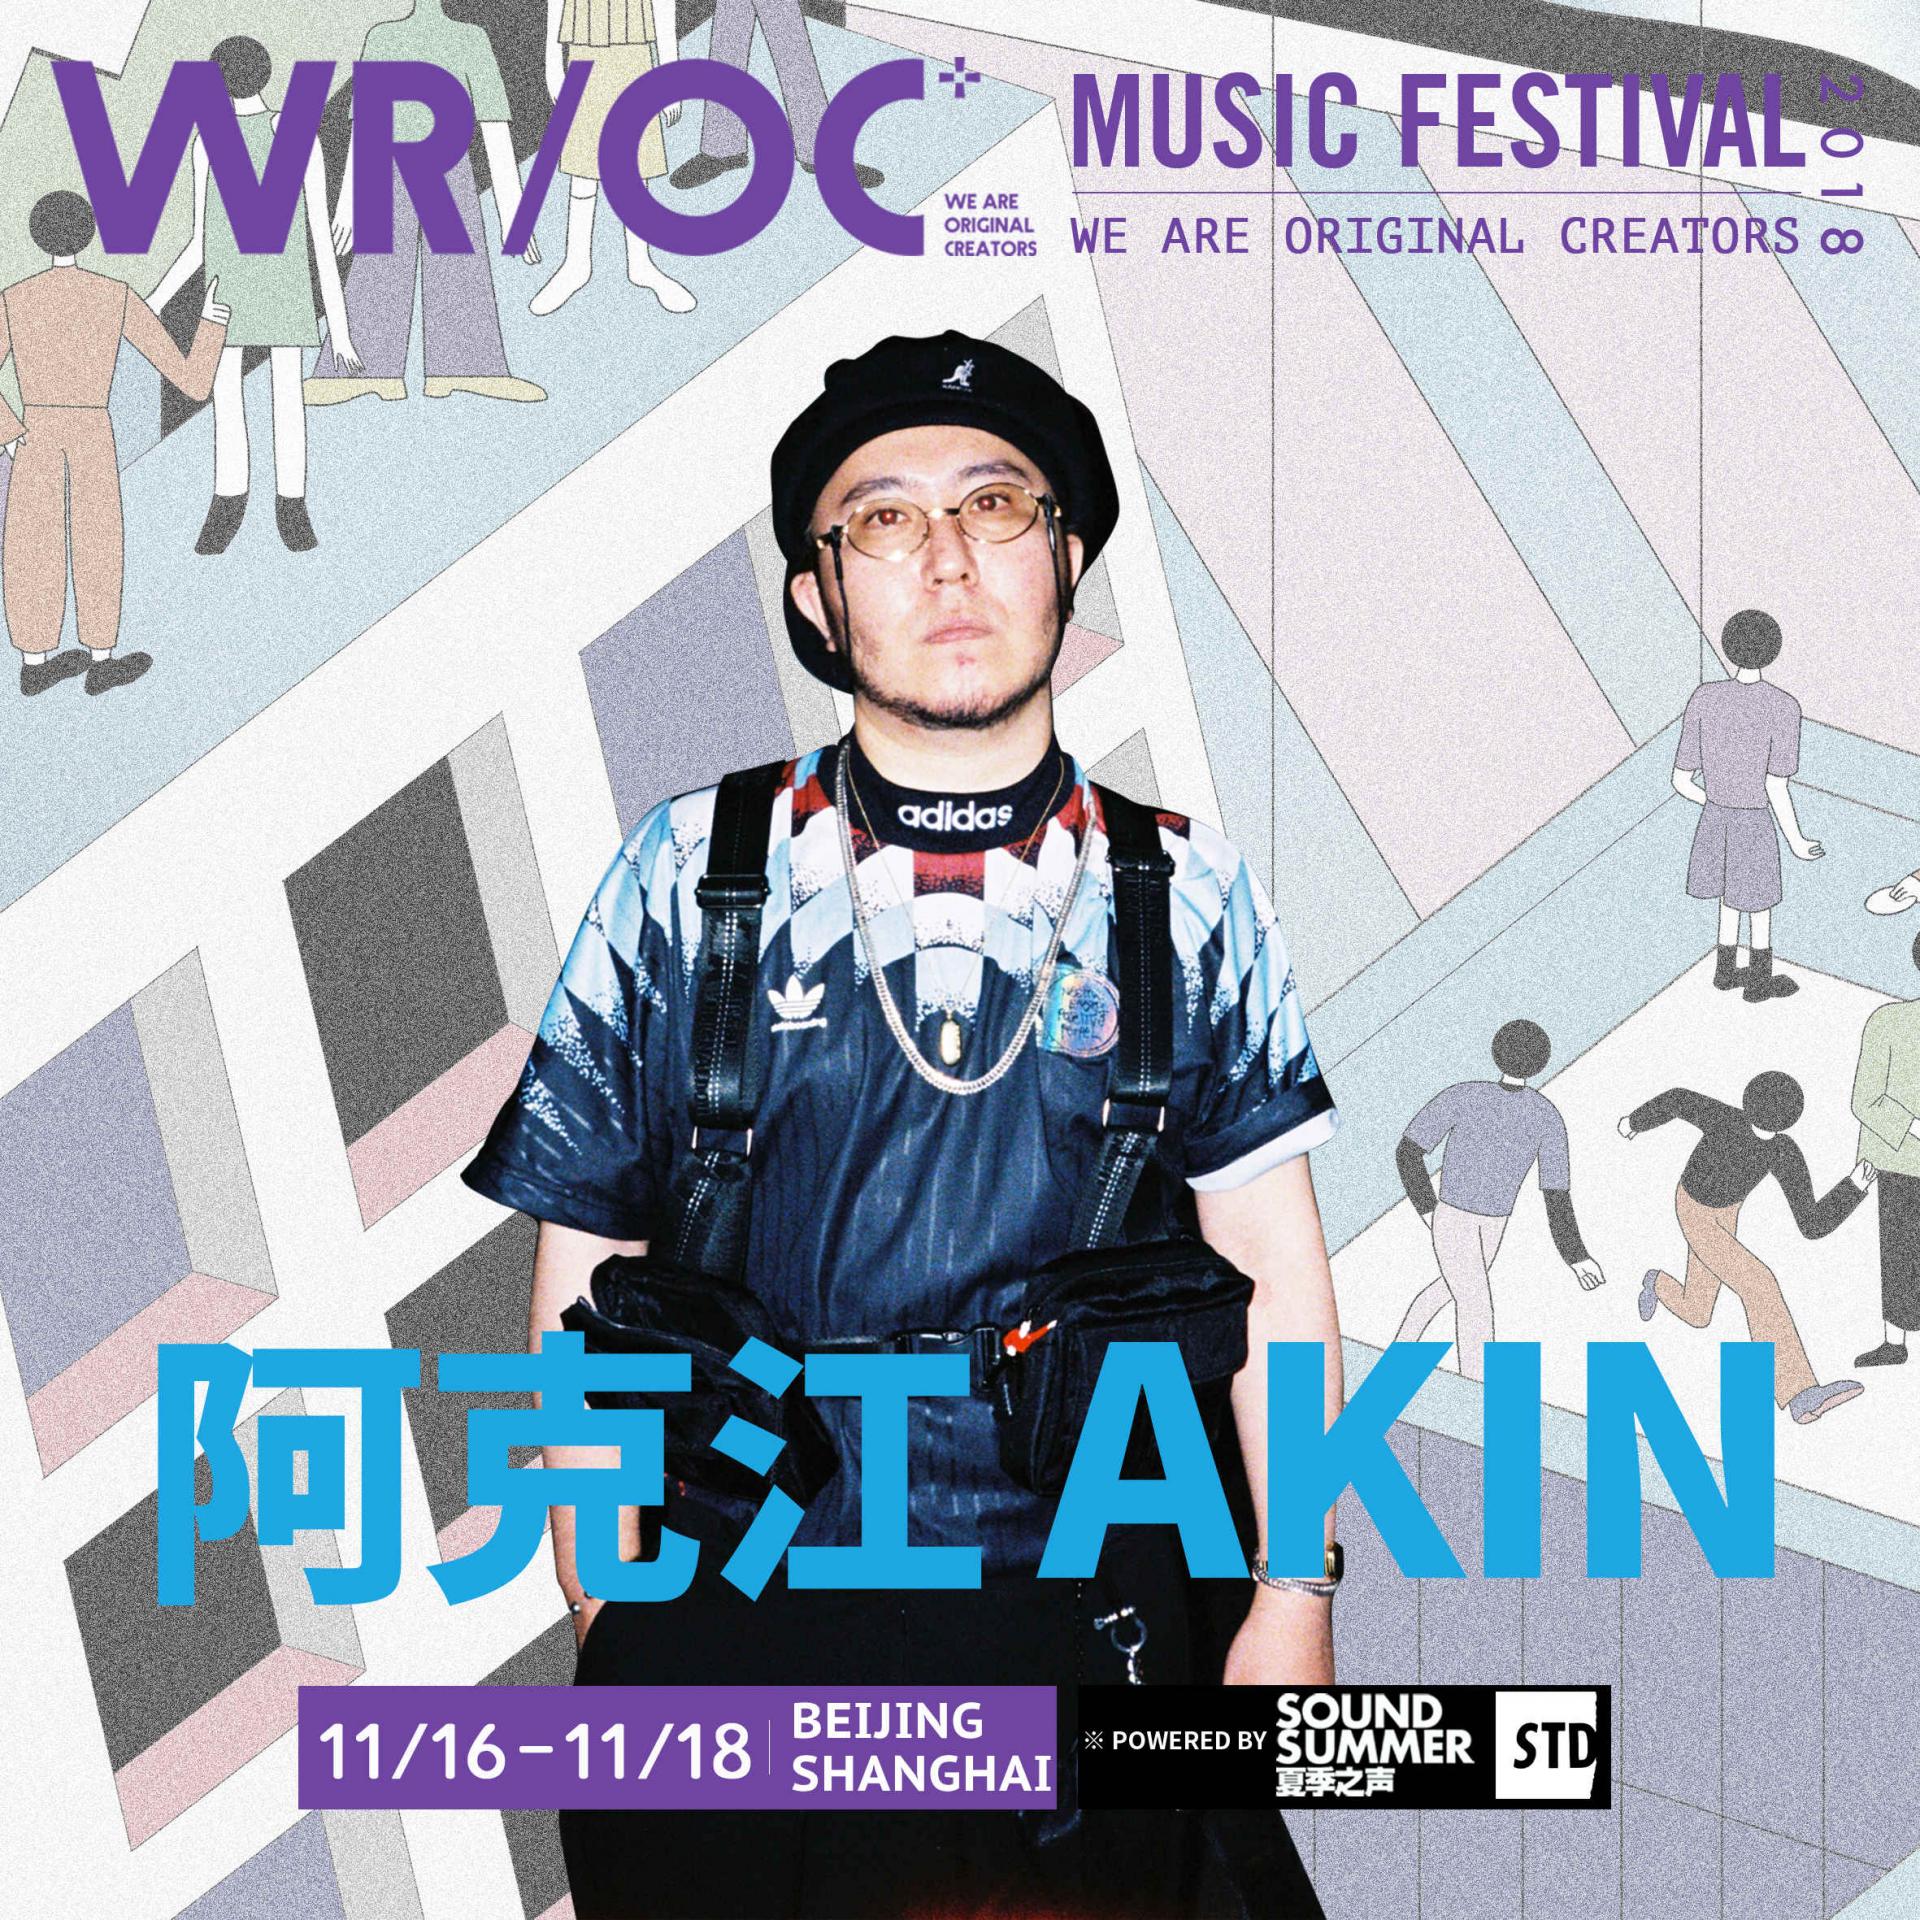 WR/OC+
WE ARE
ORIGINAL
CREATORS
MUSIC FESTIVAL
WE ARE ORIGINAL CREATORS
2018
adidas
阿克江 AKIN
11/16-11/18
BEIJING
SHANGHAI
※ POWERED BY
SOUND
SUMMER
夏季之声
STD